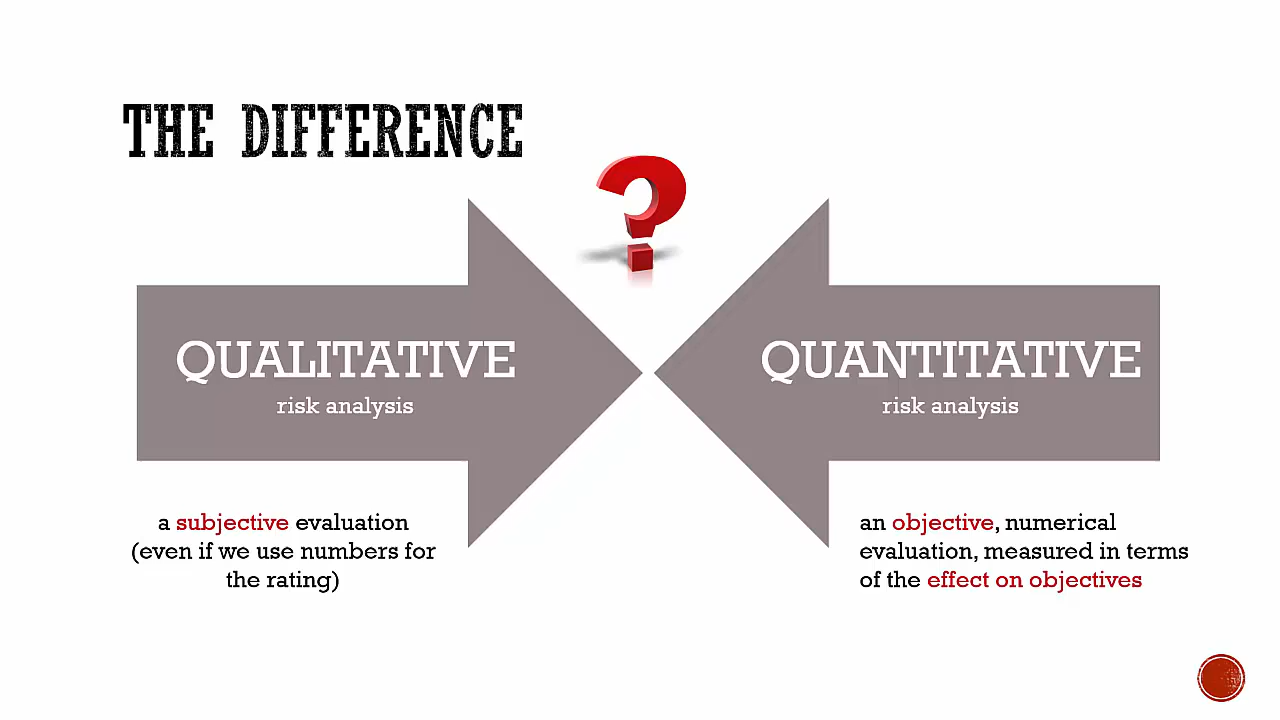 THE DIFFERENCE
QUALITATIVE
risk analysis
QUANTITATIVE
risk analysis
a subjective evaluation
(even if we use numbers for
the rating)
an objective, numerical
evaluation, measured in terms
of the effect on objectives